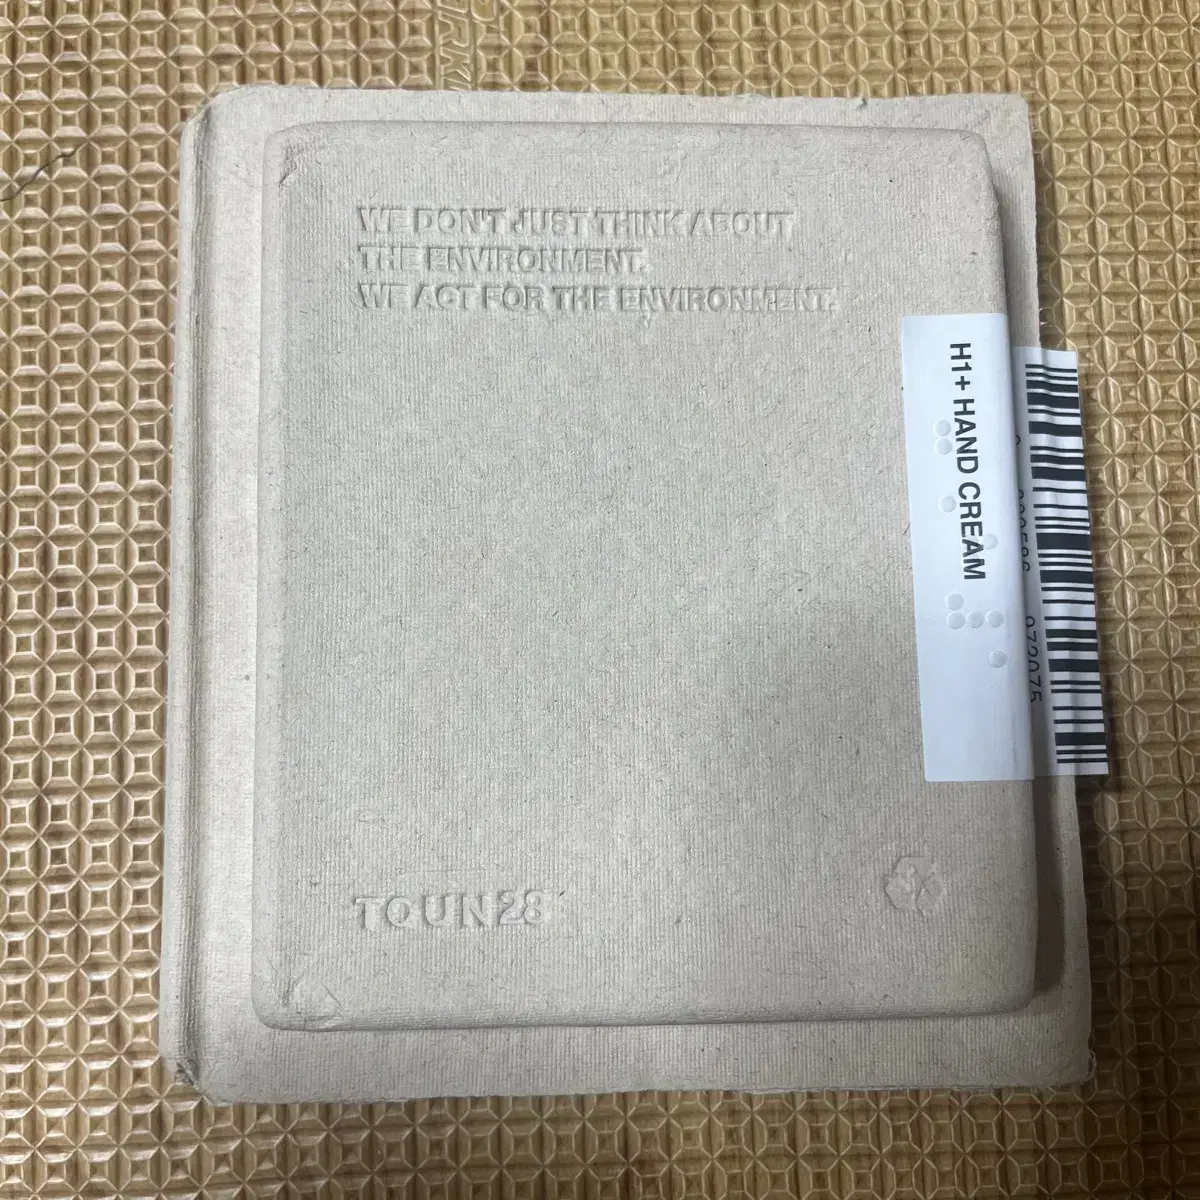 WE DON'T JUST THINK ABOUT
THE ENVIRONMENT.
WE ACT FOR THE ENVIRONMENT.
H1+ HAND CREAM
TOUN28